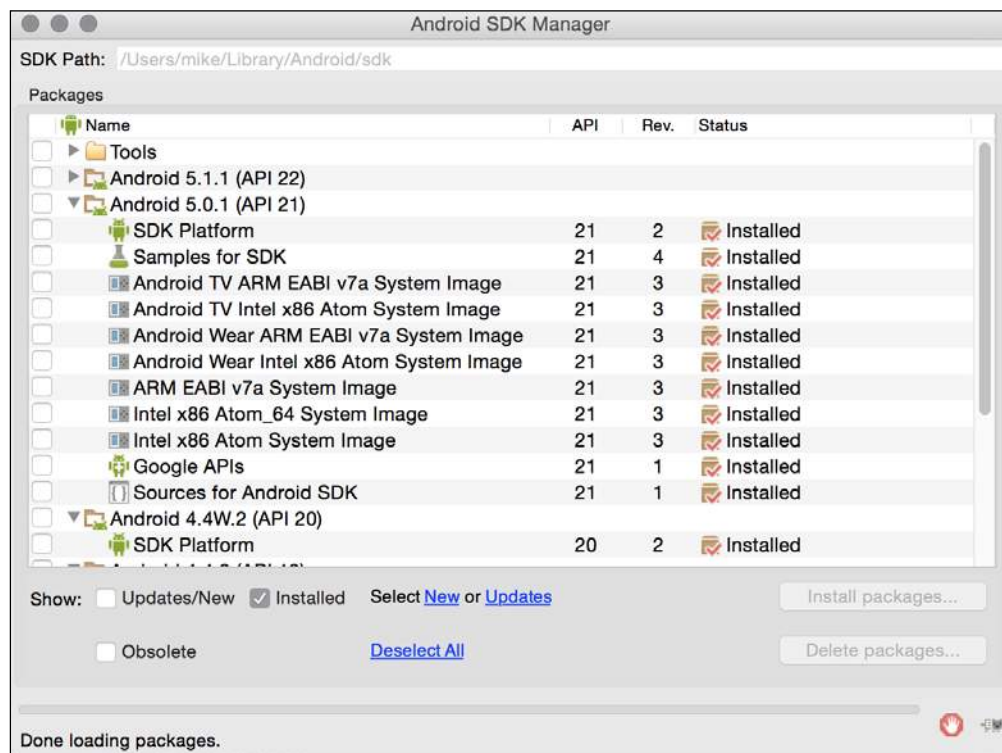 Android SDK Manager
SDK Path: /Users/mike/Library/Android/sdk
Packages
Name API Rev. Status
Tools
Android 5.1.1 (API 22)
Android 5.0.1 (API 21)
SDK Platform 21 2 Installed
Samples for SDK 21 4 Installed
Android TV ARM EABI v7a System Image 21 3 Installed
Android TV Intel x86 Atom System Image 21 3 Installed
Android Wear ARM EABI v7a System Image 21 3 Installed
Android Wear Intel x86 Atom System Image 21 3 Installed
ARM EABI v7a System Image 21 3 Installed
Intel x86 Atom_64 System Image 21 3 Installed
Intel x86 Atom System Image 21 3 Installed
Google APIs 21 1 Installed
Sources for Android SDK 21 1 Installed
Android 4.4W.2 (API 20)
SDK Platform 20 2 Installed
Show: Updates/New Installed Select New or Updates Install packages...
Obsolete Deselect All Delete packages...
Done loading packages.